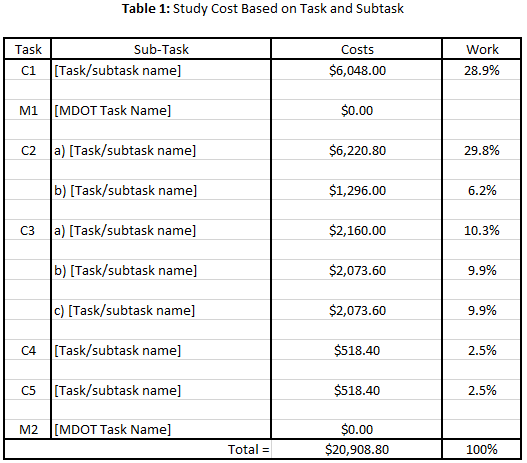 Table 1: Study Cost Based on Task and Subtask
Task Sub-Task Costs Work
C1 [Task/subtask name] $6,048.00 28.9%
M1 [MDOT Task Name] $0.00
C2 a) [Task/subtask name] $6,220.80 29.8%
b) [Task/subtask name] $1,296.00 6.2%
C3 a) [Task/subtask name] $2,160.00 10.3%
b) [Task/subtask name] $2,073.60 9.9%
c) [Task/subtask name] $2,073.60 9.9%
C4 [Task/subtask name] $518.40 2.5%
C5 [Task/subtask name] $518.40 2.5%
M2 [MDOT Task Name] $0.00
Total = $20,908.80 100%